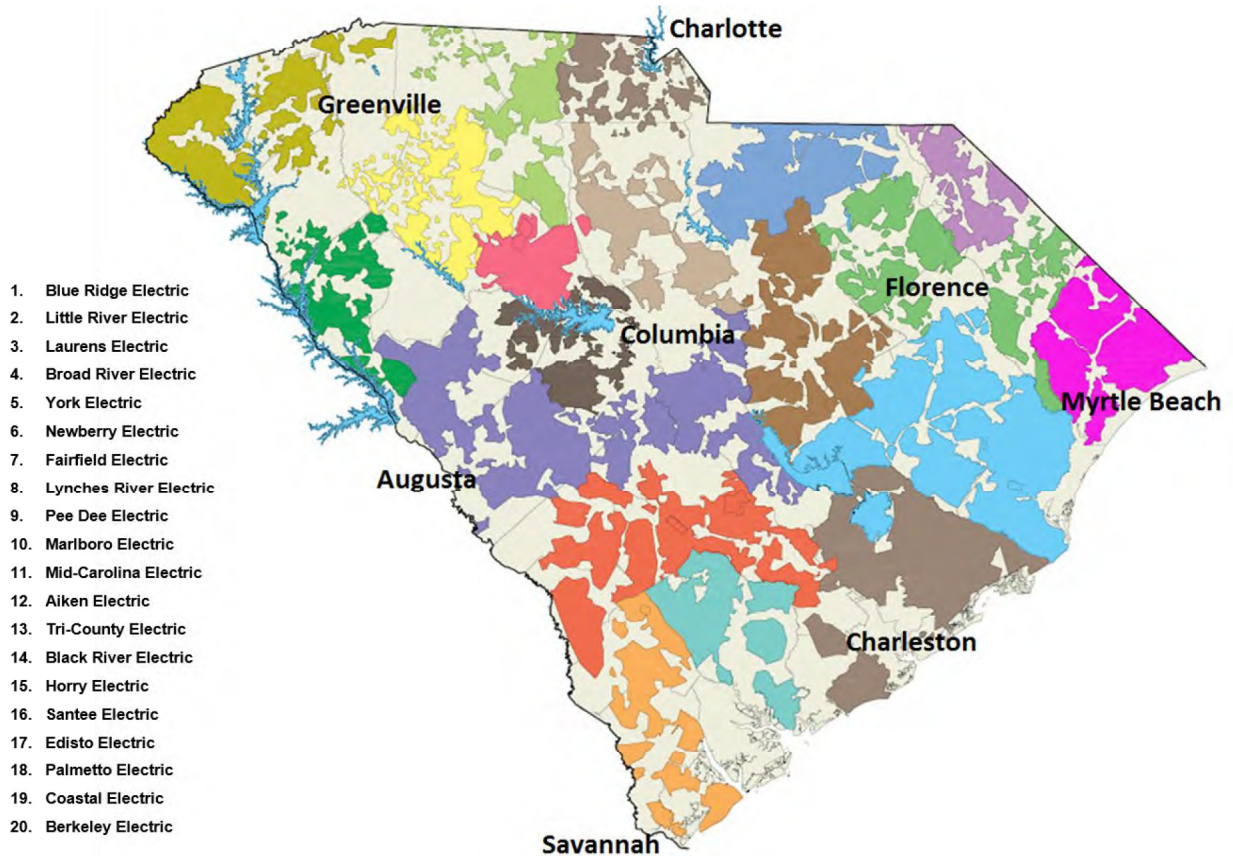 Charlotte
Greenville
Florence
Columbia
Myrtle Beach
Augusta
Charleston
Savannah
1. Blue Ridge Electric
2. Little River Electric
3. Laurens Electric
4. Broad River Electric
5. York Electric
6. Newberry Electric
7. Fairfield Electric
8. Lynches River Electric
9. Pee Dee Electric
10. Marlboro Electric
11. Mid-Carolina Electric
12. Aiken Electric
13. Tri-County Electric
14. Black River Electric
15. Horry Electric
16. Santee Electric
17. Edisto Electric
18. Palmetto Electric
19. Coastal Electric
20. Berkeley Electric